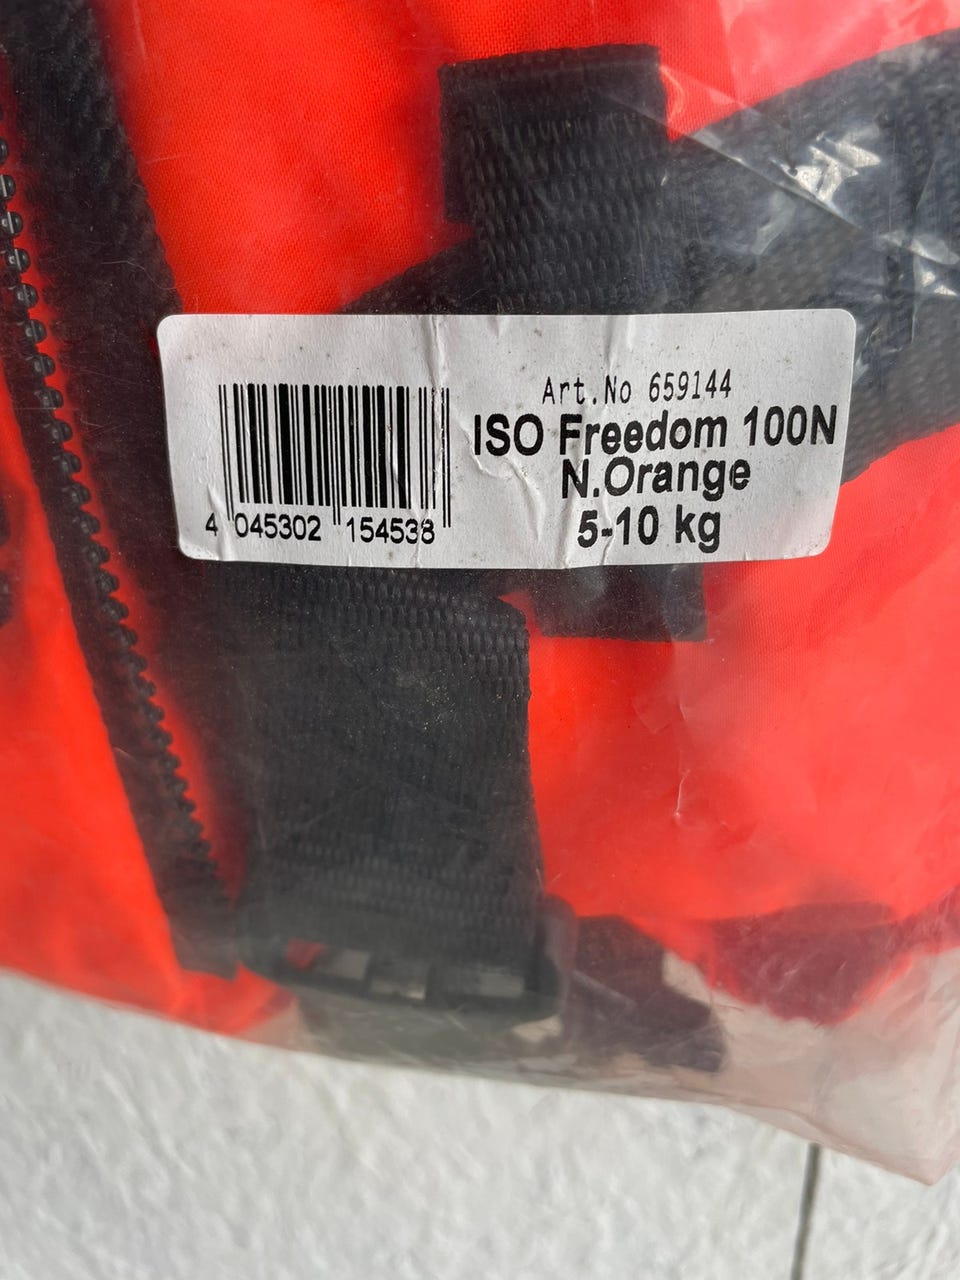 Art.No 659144
ISO Freedom 100N
N.Orange
5-10 kg
4 045302 154538